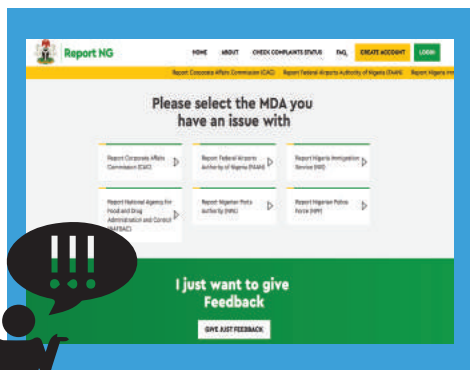 Report NG
HOME ABOUT CHECK COMPLAINTS STATUS FAQ CREATE ACCOUNT LOGIN
Report Corporate Affairs Commission (CAC) Report Federal Airports Authority of Nigeria (FAAN) Report Nigeria
Please select the MDA you
have an issue with
Report Corporate Affairs
Commission (CAC)
Report Federal Airports
Authority of Nigeria (FAAN)
Report Nigeria Immigration
Service (NIS)
Report National Agency for
Food and Drug
Administration and Control
(NAFDAC)
Report Nigerian Ports
Authority (NPA)
Report Nigerian Police
Force (NPF)
!!!
I just want to give
Feedback
GIVE JUST FEEDBACK